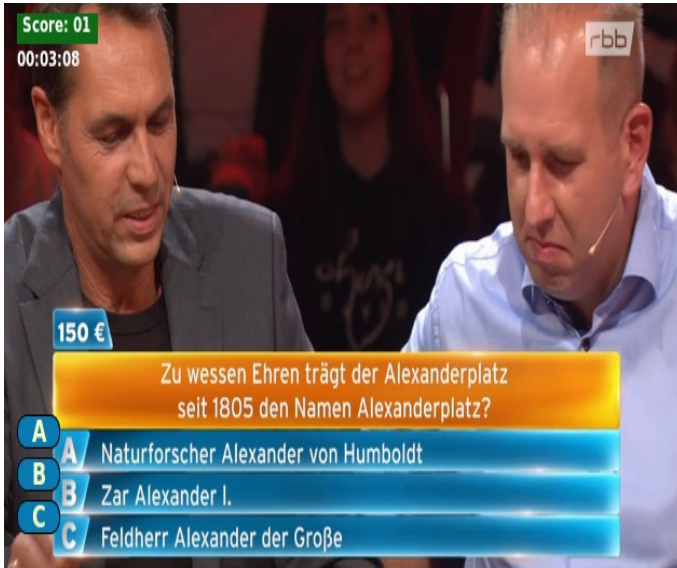 Score: 01
rbb
00:03:08
150 €
Zu wessen Ehren trägt der Alexanderplatz
seit 1805 den Namen Alexanderplatz?
A
A Naturforscher Alexander von Humboldt
B
B Zar Alexander I.
C
C Feldherr Alexander der Große